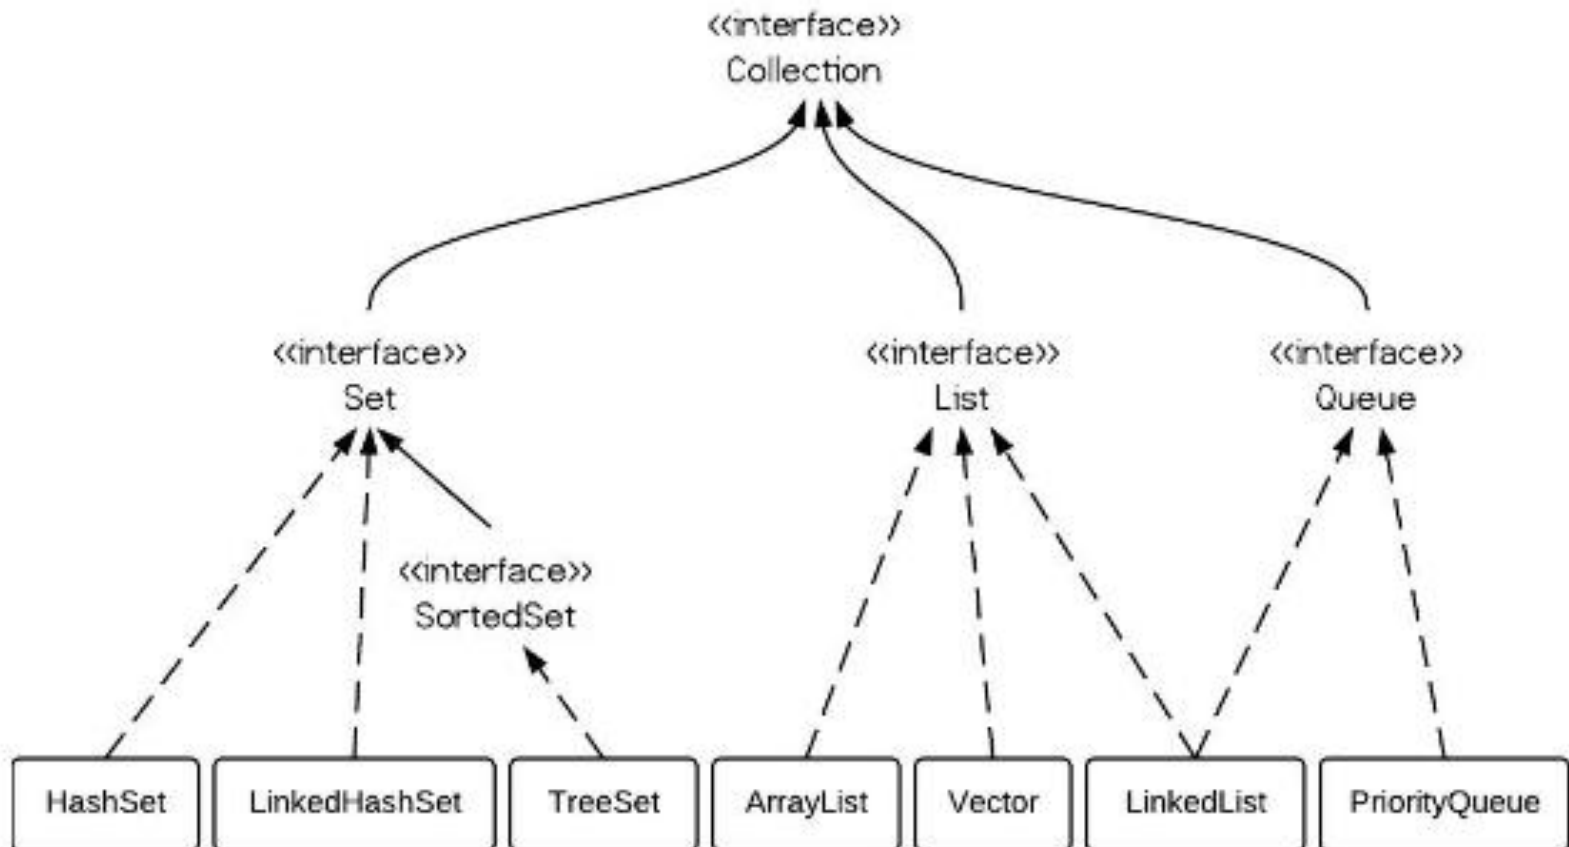 <<interface>>
Collection
<<interface>>
Set
<<interface>>
List
<<interface>>
Queue
<<interface>>
SortedSet
HashSet
LinkedHashSet
TreeSet
ArrayList
Vector
LinkedList
PriorityQueue